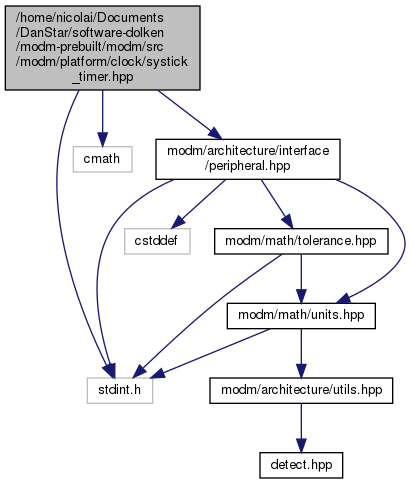 /home/nicolai/Documents
/DanStar/software-dolken
/modm-prebuilt/modm/src
/modm/platform/clock/systick
_timer.hpp
cmath
modm/architecture/interface
/peripheral.hpp
cstddef
modm/math/tolerance.hpp
modm/math/units.hpp
stdint.h
modm/architecture/utils.hpp
detect.hpp